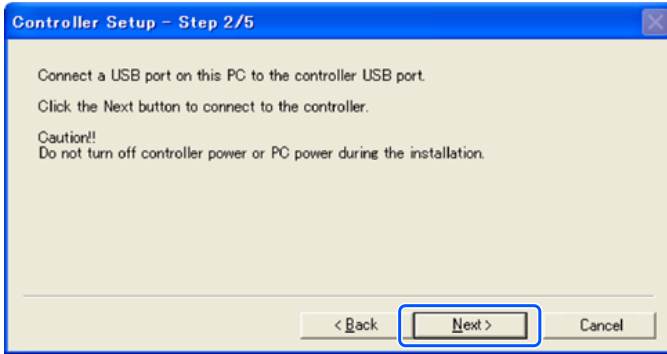 Controller Setup - Step 2/5
Connect a USB port on this PC to the controller USB port.
Click the Next button to connect to the controller.
Caution!!
Do not turn off controller power or PC power during the installation.
< Back
Next >
Cancel